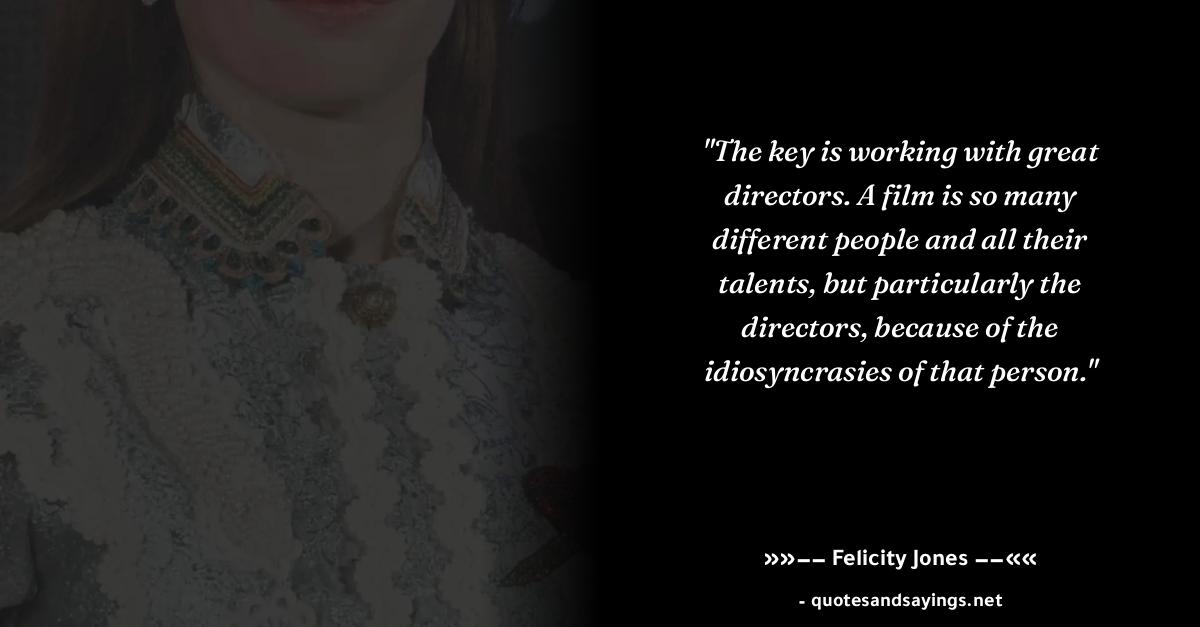 "The key is working with great
directors. A film is so many
different people and all their
talents, but particularly the
directors, because of the
idiosyncrasies of that person."
»»−− Felicity Jones −−««
- quotesandsayings.net